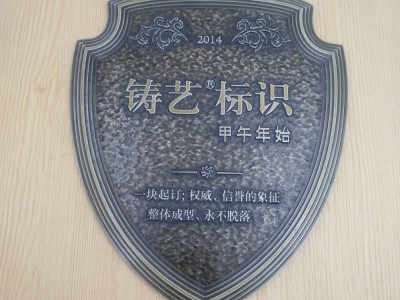 2014
铸艺®标识
甲午年始
一块起订;权威、信誉的象征
整体成型、永不脱落